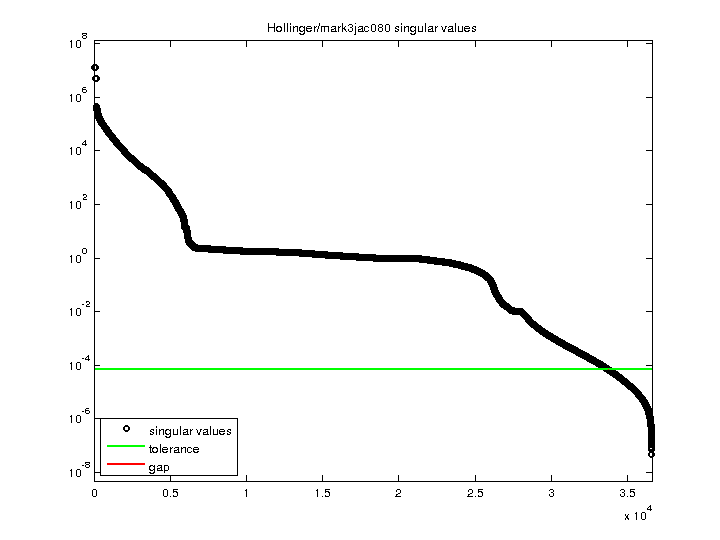 Hollinger/mark3jac080 singular values
10^8
10^6
10^4
10^2
10^0
10^-2
10^-4
10^-6
10^-8
singular values
tolerance
gap
0 0.5 1 1.5 2 2.5 3 3.5
x 10^4